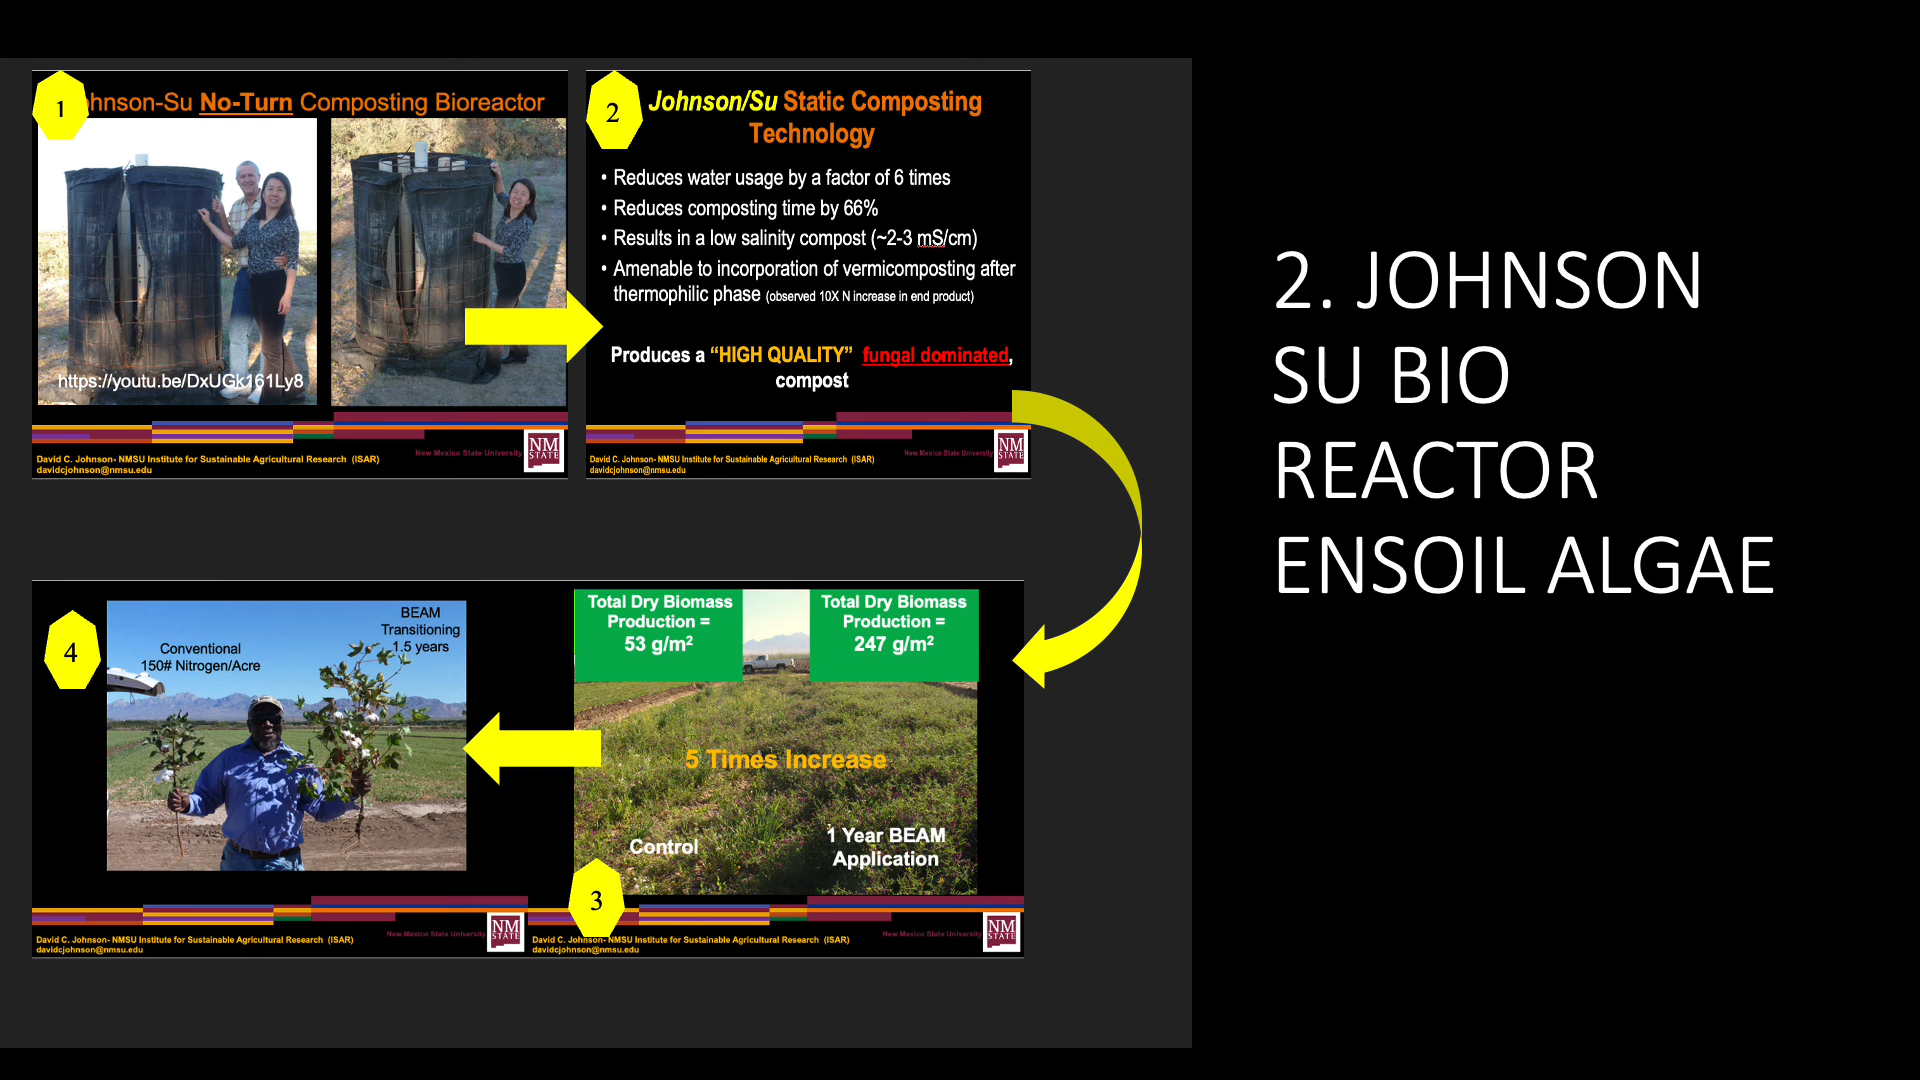 1
hnson-Su No-Turn Composting Bioreactor
https://youtu.be/DxUGk161Ly8
New Mexico State University
NM
STATE
David C. Johnson- NMSU Institute for Sustainable Agricultural Research (ISAR)
davidcjohnson@nmsu.edu
2
Johnson/Su Static Composting
Technology
• Reduces water usage by a factor of 6 times
• Reduces composting time by 66%
• Results in a low salinity compost (~2-3 mS/cm)
• Amenable to incorporation of vermicomposting after
thermophilic phase (observed 10X N increase in end product)
Produces a “HIGH QUALITY” fungal dominated,
compost
New Mexico State University
NM
STATE
David C. Johnson- NMSU Institute for Sustainable Agricultural Research (ISAR)
davidcjohnson@nmsu.edu
Total Dry Biomass
Production =
53 g/m²
Total Dry Biomass
Production =
247 g/m²
5 Times Increase
Control
1 Year BEAM
Application
3
New Mexico State University
NM
STATE
David C. Johnson- NMSU Institute for Sustainable Agricultural Research (ISAR)
davidcjohnson@nmsu.edu
4
Conventional
150# Nitrogen/Acre
BEAM
Transitioning
1.5 years
New Mexico State University
NM
STATE
David C. Johnson- NMSU Institute for Sustainable Agricultural Research (ISAR)
davidcjohnson@nmsu.edu
2. JOHNSON
SU BIO
REACTOR
ENSOIL ALGAE